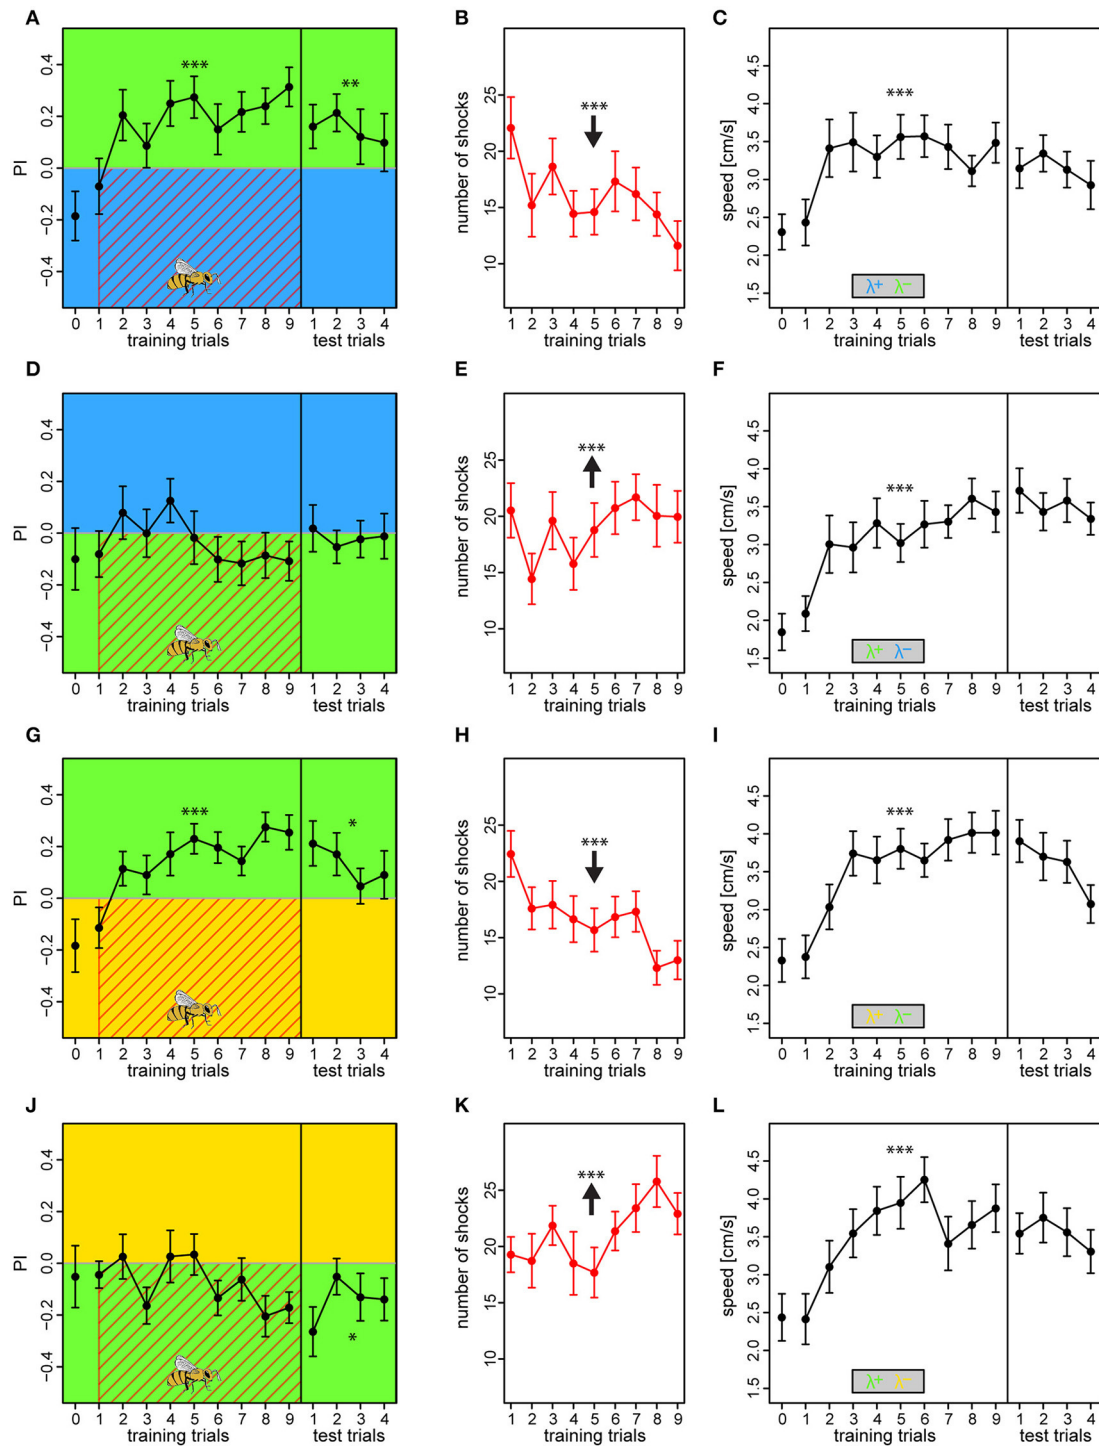 A
PI
0.4
0.2
0.0
−0.2
−0.4
***
**
0 1 2 3 4 5 6 7 8 9 1 2 3 4
training trials test trials
B
number of shocks
25
20
15
10
***
1 2 3 4 5 6 7 8 9
training trials
C
speed [cm/s]
4.5
4.0
3.5
3.0
2.5
2.0
1.5
***
λ+ λ−
0 1 2 3 4 5 6 7 8 9 1 2 3 4
training trials test trials
D
PI
0.4
0.2
0.0
−0.2
−0.4
0 1 2 3 4 5 6 7 8 9 1 2 3 4
training trials test trials
E
number of shocks
25
20
15
10
***
1 2 3 4 5 6 7 8 9
training trials
F
speed [cm/s]
4.5
4.0
3.5
3.0
2.5
2.0
1.5
***
λ+ λ−
0 1 2 3 4 5 6 7 8 9 1 2 3 4
training trials test trials
G
PI
0.4
0.2
0.0
−0.2
−0.4
***
*
0 1 2 3 4 5 6 7 8 9 1 2 3 4
training trials test trials
H
number of shocks
25
20
15
10
***
1 2 3 4 5 6 7 8 9
training trials
I
speed [cm/s]
4.5
4.0
3.5
3.0
2.5
2.0
1.5
***
λ+ λ−
0 1 2 3 4 5 6 7 8 9 1 2 3 4
training trials test trials
J
PI
0.4
0.2
0.0
−0.2
−0.4
*
0 1 2 3 4 5 6 7 8 9 1 2 3 4
training trials test trials
K
number of shocks
25
20
15
10
***
1 2 3 4 5 6 7 8 9
training trials
L
speed [cm/s]
4.5
4.0
3.5
3.0
2.5
2.0
1.5
***
λ+ λ−
0 1 2 3 4 5 6 7 8 9 1 2 3 4
training trials test trials